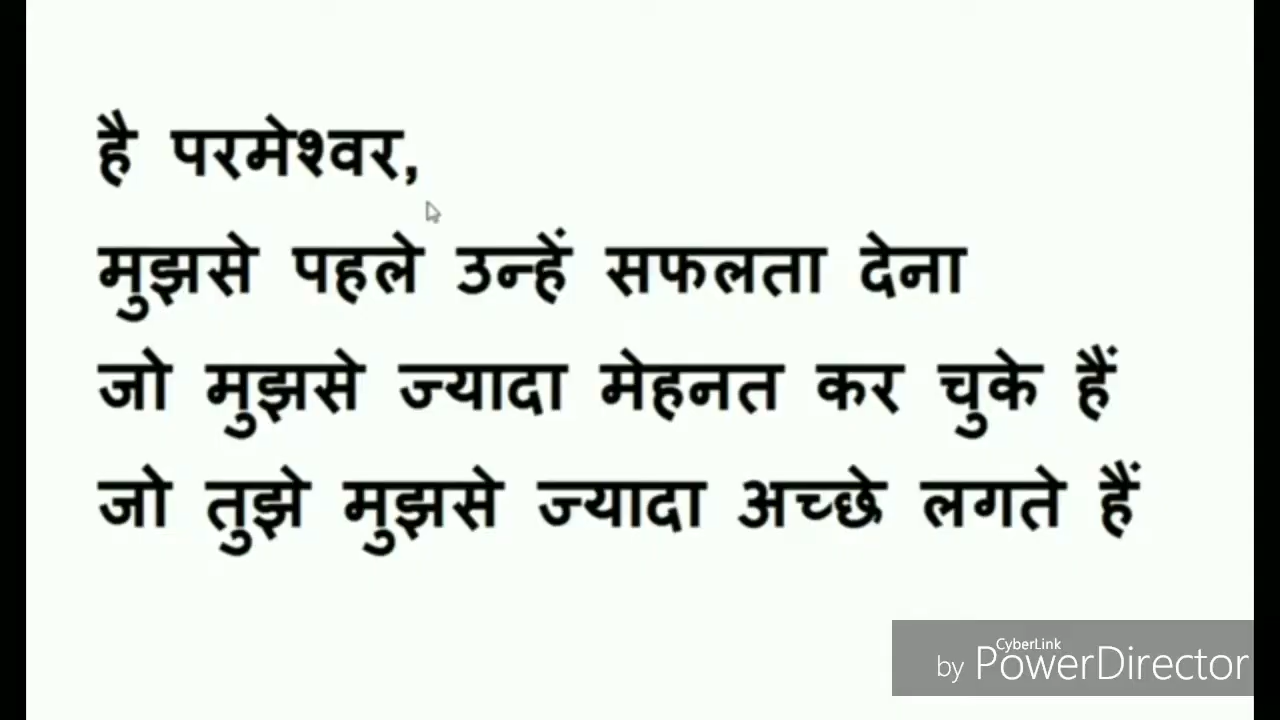 है परमेश्वर,
मुझसे पहले उन्हें सफलता देना
जो मुझसे ज्यादा मेहनत कर चुके हैं
जो तुझे मुझसे ज्यादा अच्छे लगते हैं
CyberLink
by PowerDirector